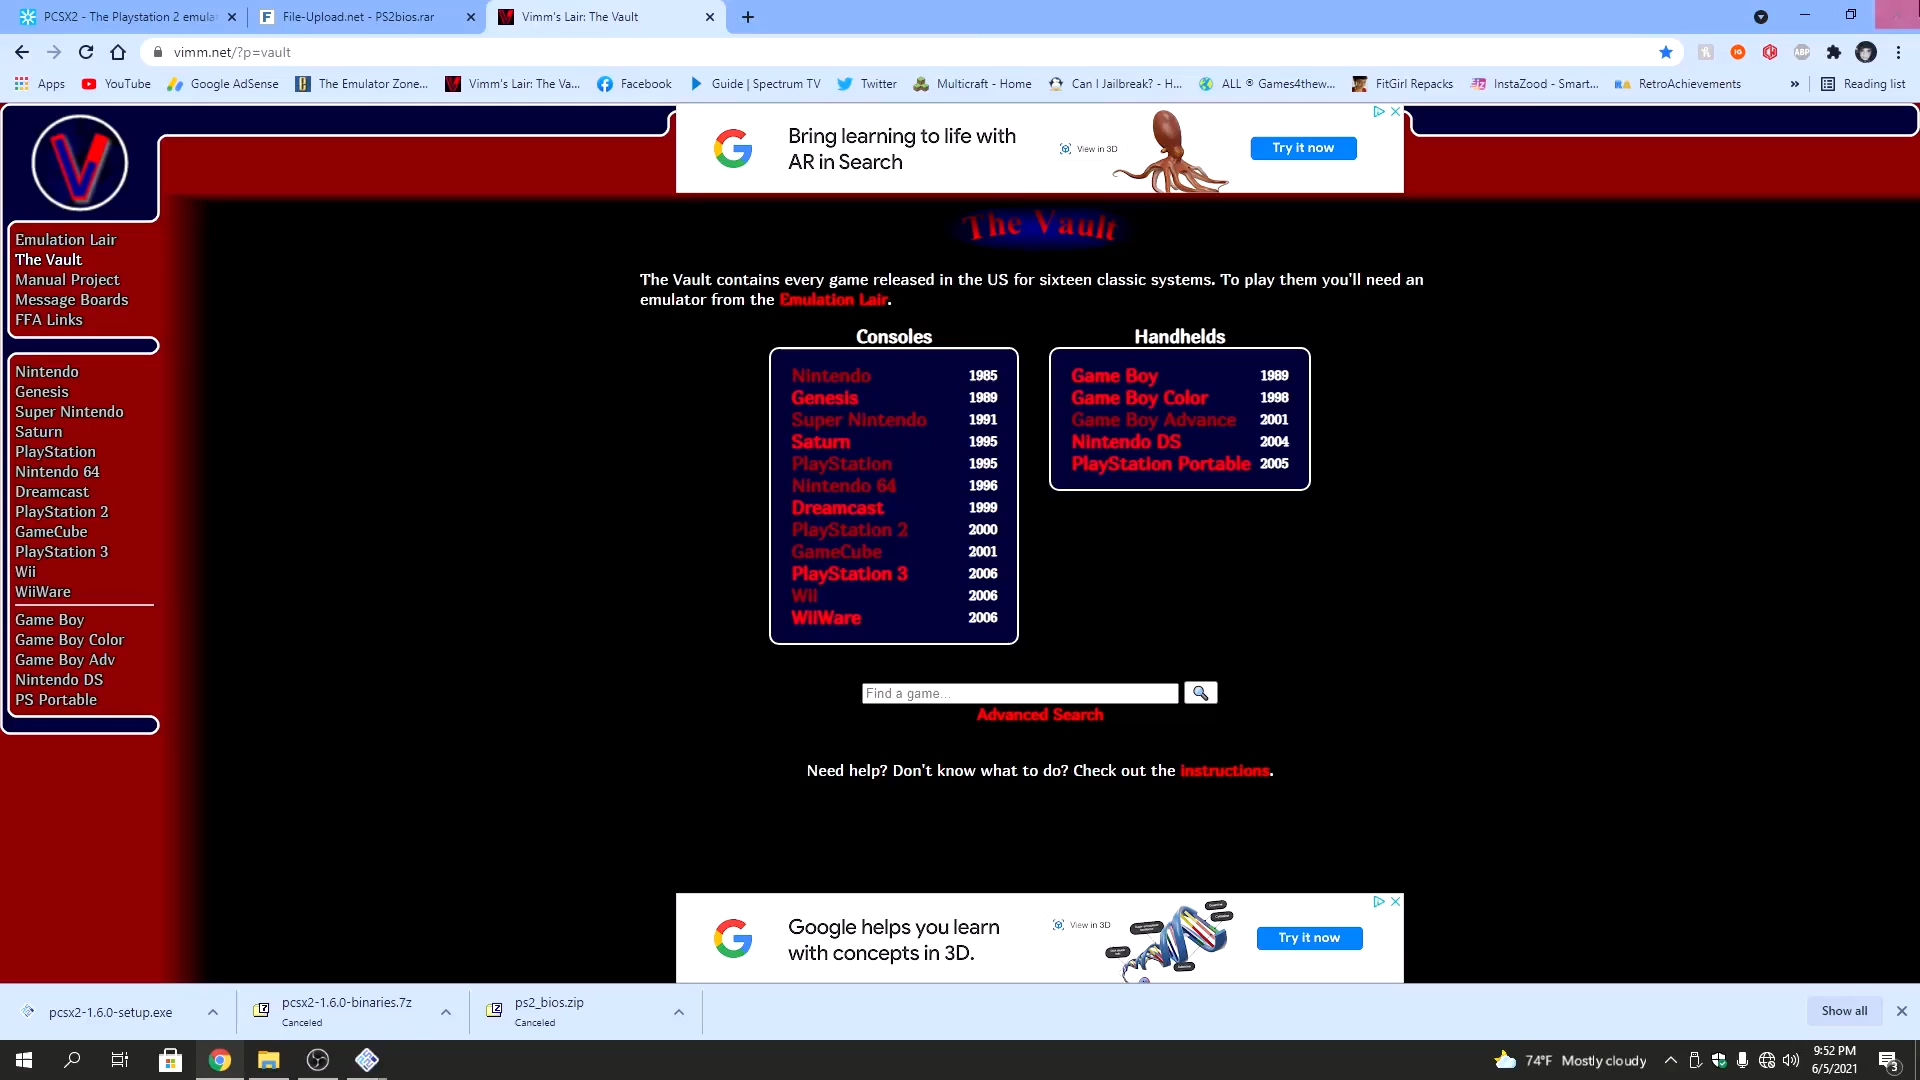 PCSX2 - The Playstation 2 emula
File-Upload.net - PS2bios.rar
Vimm's Lair: The Vault
vimm.net/?p=vault
Apps
YouTube
Google AdSense
The Emulator Zone...
Vimm's Lair: The Va...
Facebook
Guide | Spectrum TV
Twitter
Multicraft - Home
Can I Jailbreak? - H...
ALL ® Games4thew...
FitGirl Repacks
InstaZood - Smart...
RetroAchievements
»
Reading list
Bring learning to life with
AR in Search
View in 3D
Try it now
The Vault
Emulation Lair
The Vault
Manual Project
Message Boards
FFA Links
Nintendo
Genesis
Super Nintendo
Saturn
PlayStation
Nintendo 64
Dreamcast
PlayStation 2
GameCube
PlayStation 3
Wii
WiiWare
Game Boy
Game Boy Color
Game Boy Adv
Nintendo DS
PS Portable
The Vault contains every game released in the US for sixteen classic systems. To play them you'll need an
emulator from the Emulation Lair.
Consoles
Nintendo 1985
Genesis 1989
Super Nintendo 1991
Saturn 1995
PlayStation 1995
Nintendo 64 1996
Dreamcast 1999
PlayStation 2 2000
GameCube 2001
PlayStation 3 2006
Wii 2006
WiiWare 2006
Handhelds
Game Boy 1989
Game Boy Color 1998
Game Boy Advance 2001
Nintendo DS 2004
PlayStation Portable 2005
Find a game...
Advanced Search
Need help? Don't know what to do? Check out the instructions.
Google helps you learn
with concepts in 3D.
View in 3D
Try it now
pcsx2-1.6.0-setup.exe
pcsx2-1.6.0-binaries.7z
Canceled
ps2_bios.zip
Canceled
Show all
74°F Mostly cloudy
9:52 PM
6/5/2021
3